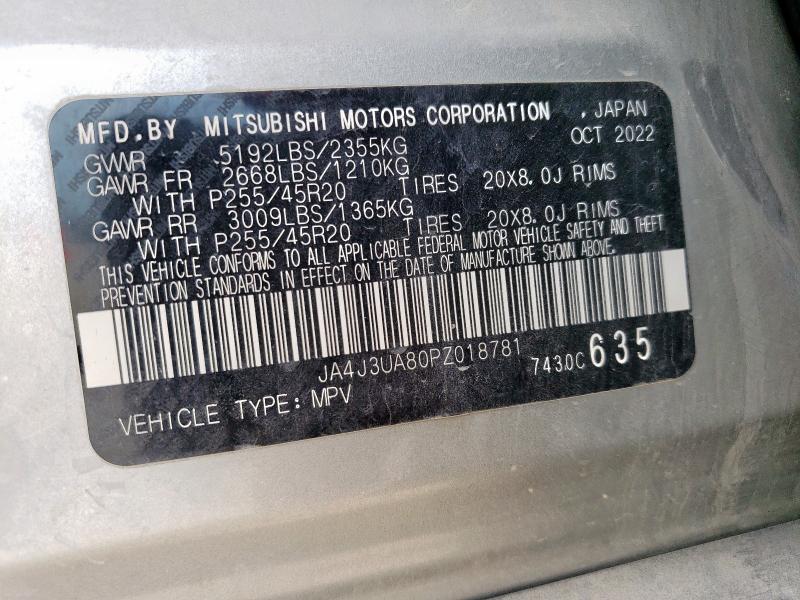 MFD.BY MITSUBISHI MOTORS CORPORATION , JAPAN
OCT 2022
GVWR 5192LBS/2355KG
GAWR FR 2668LBS/1210KG
WITH P255/45R20 TIRES 20X8.0J RIMS
GAWR RR 3009LBS/1365KG
WITH P255/45R20 TIRES 20X8.0J RIMS
THIS VEHICLE CONFORMS TO ALL APPLICABLE FEDERAL MOTOR VEHICLE SAFETY AND THEFT
PREVENTION STANDARDS IN EFFECT ON THE DATE OF MANUFACTURE SHOWN ABOVE.
JA4J3UA80PZ018781
7430C 635
VEHICLE TYPE: MPV